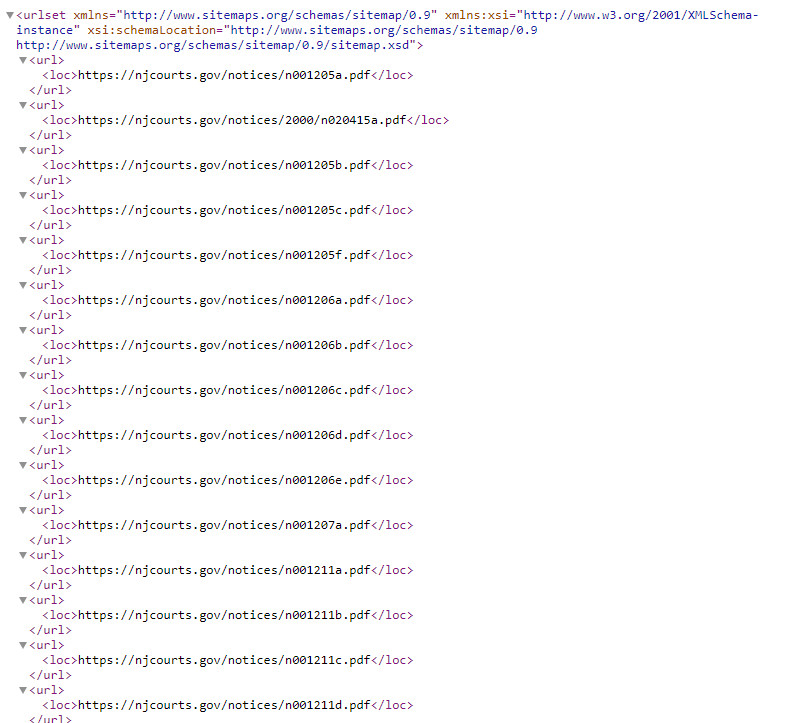 ▼<urlset xmlns="http://www.sitemaps.org/schemas/sitemap/0.9" xmlns:xsi="http://www.w3.org/2001/XMLSchema-
instance" xsi:schemaLocation="http://www.sitemaps.org/schemas/sitemap/0.9
http://www.sitemaps.org/schemas/sitemap/0.9/sitemap.xsd">
▼<url>
<loc>https://njcourts.gov/notices/n001205a.pdf</loc>
</url>
▼<url>
<loc>https://njcourts.gov/notices/2000/n020415a.pdf</loc>
</url>
▼<url>
<loc>https://njcourts.gov/notices/n001205b.pdf</loc>
</url>
▼<url>
<loc>https://njcourts.gov/notices/n001205c.pdf</loc>
</url>
▼<url>
<loc>https://njcourts.gov/notices/n001205f.pdf</loc>
</url>
▼<url>
<loc>https://njcourts.gov/notices/n001206a.pdf</loc>
</url>
▼<url>
<loc>https://njcourts.gov/notices/n001206b.pdf</loc>
</url>
▼<url>
<loc>https://njcourts.gov/notices/n001206c.pdf</loc>
</url>
▼<url>
<loc>https://njcourts.gov/notices/n001206d.pdf</loc>
</url>
▼<url>
<loc>https://njcourts.gov/notices/n001206e.pdf</loc>
</url>
▼<url>
<loc>https://njcourts.gov/notices/n001207a.pdf</loc>
</url>
▼<url>
<loc>https://njcourts.gov/notices/n001211a.pdf</loc>
</url>
▼<url>
<loc>https://njcourts.gov/notices/n001211b.pdf</loc>
</url>
▼<url>
<loc>https://njcourts.gov/notices/n001211c.pdf</loc>
</url>
▼<url>
<loc>https://njcourts.gov/notices/n001211d.pdf</loc>
</url>